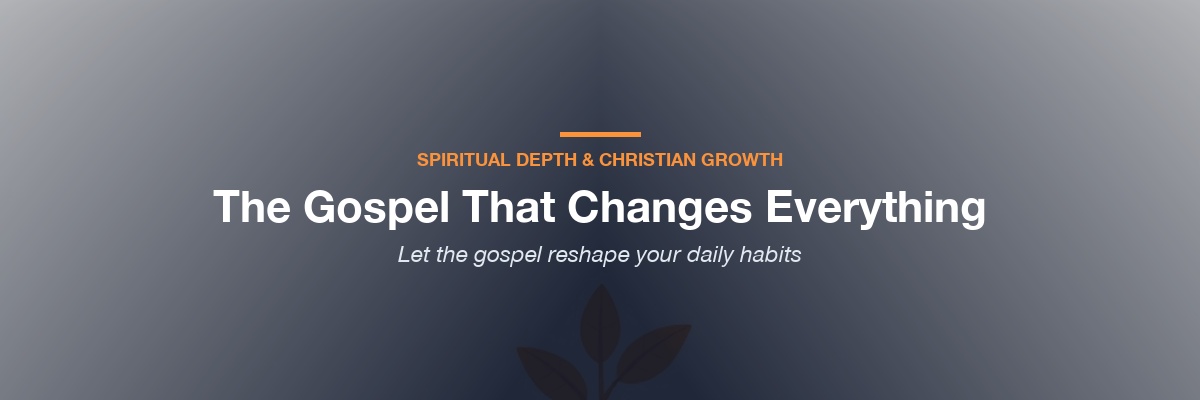 SPIRITUAL DEPTH & CHRISTIAN GROWTH
The Gospel That Changes Everything
Let the gospel reshape your daily habits